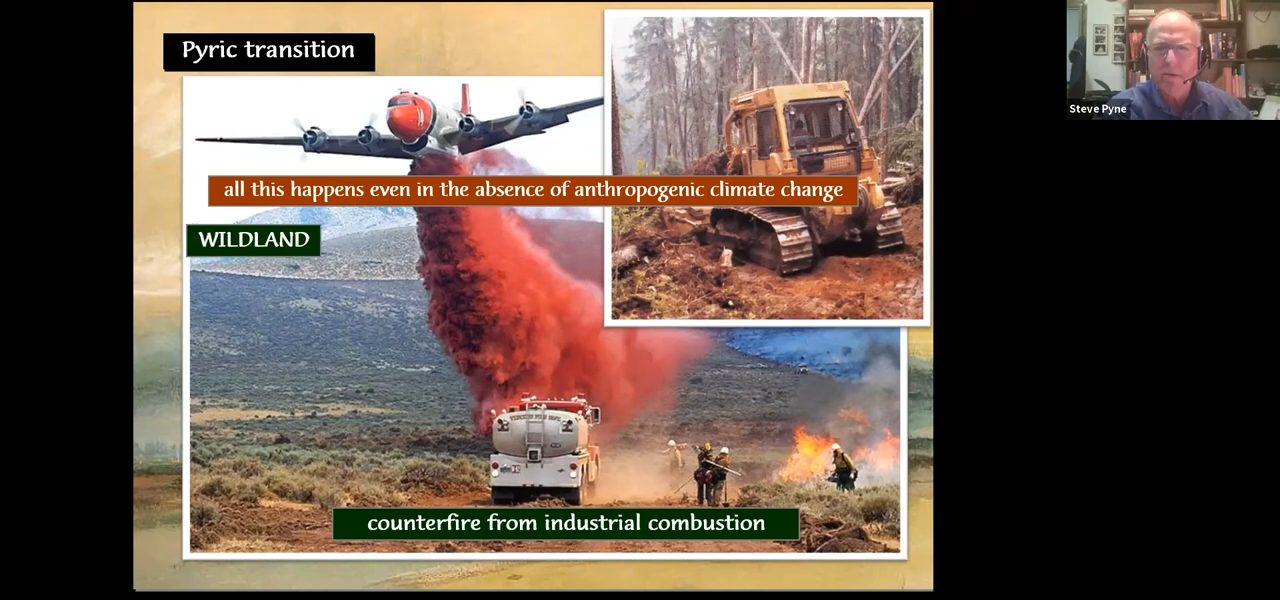 Pyric transition
all this happens even in the absence of anthropogenic climate change
WILDLAND
counterfire from industrial combustion
Steve Pyne